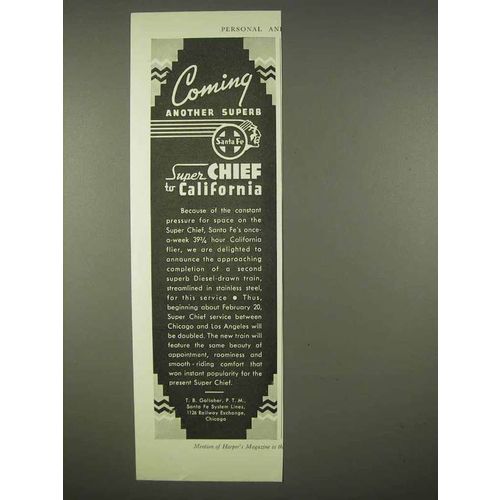 PERSONAL AN
Coming
ANOTHER SUPERB
Santa Fe
Super CHIEF
to California
Because of the constant
pressure for space on the
Super Chief, Santa Fe's once-
a-week 39¾ hour California
flier, we are delighted to
announce the approaching
completion of a second
superb Diesel-drawn train,
streamlined in stainless steel,
for this service ● Thus,
beginning about February 20,
Super Chief service between
Chicago and Los Angeles will
be doubled. The new train will
feature the same beauty of
appointment, roominess and
smooth-riding comfort that
won instant popularity for the
present Super Chief.
T. B. Gallaher, P. T. M.,
Santa Fe System Lines,
1126 Railway Exchange,
Chicago
Mention of Harper's Magazine is th